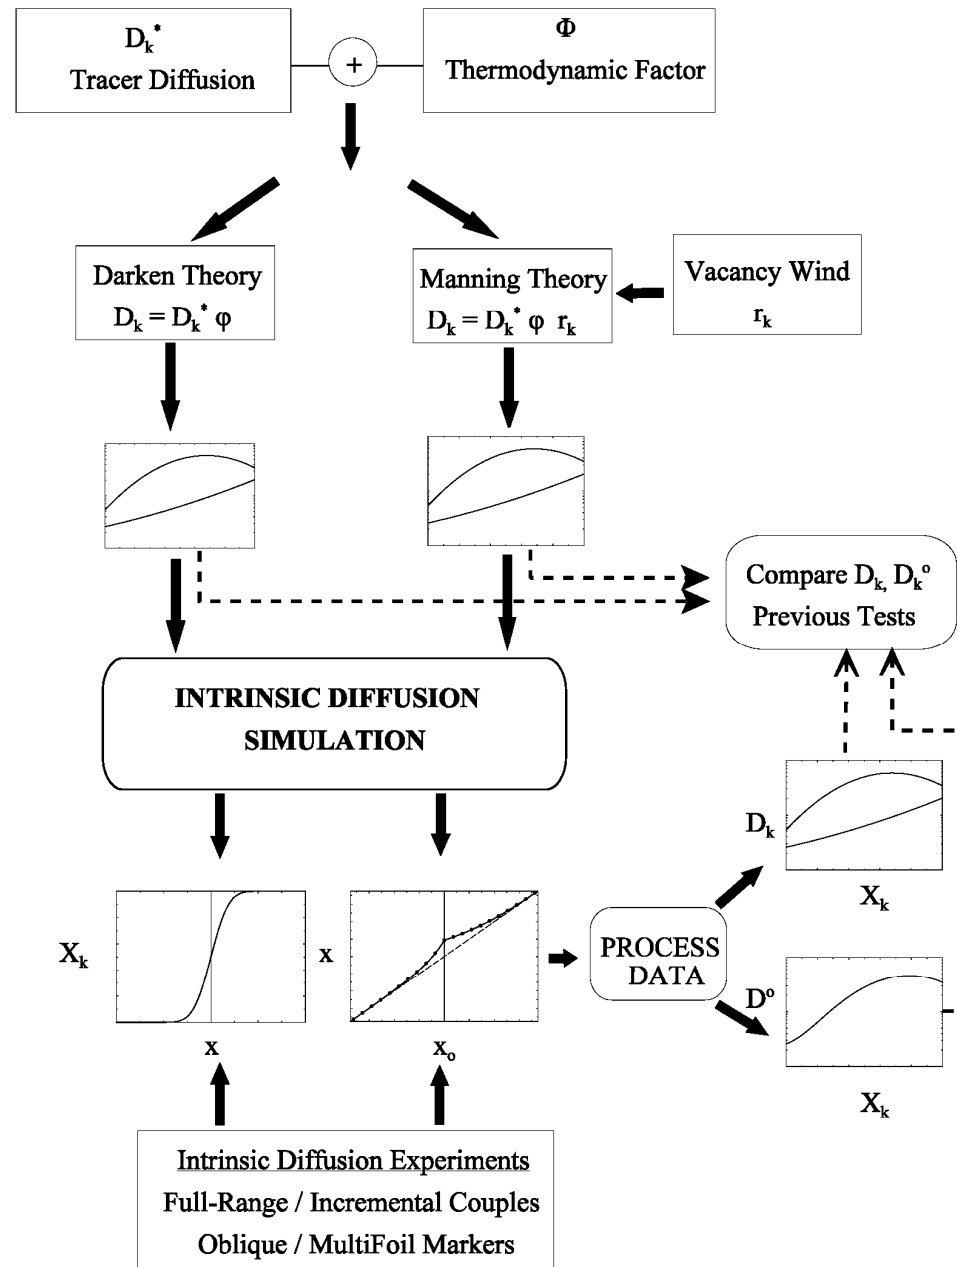 D_k^*
Tracer Diffusion
+
Φ
Thermodynamic Factor
Darken Theory
D_k = D_k^* φ
Manning Theory
D_k = D_k^* φ r_k
Vacancy Wind
r_k
Compare D_k, D_k^o
Previous Tests
INTRINSIC DIFFUSION
SIMULATION
X_k
x
x
x_o
PROCESS
DATA
D_k
X_k
D^o
X_k
Intrinsic Diffusion Experiments
Full-Range / Incremental Couples
Oblique / MultiFoil Markers